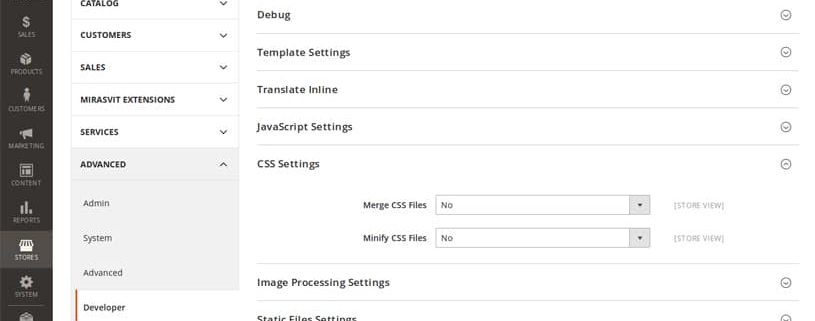 SALES
PRODUCTS
CUSTOMERS
MARKETING
CONTENT
REPORTS
STORES
SYSTEM
CATALOG
CUSTOMERS
SALES
MIRASVIT EXTENSIONS
SERVICES
ADVANCED
Admin
System
Advanced
Developer
Debug
Template Settings
Translate Inline
JavaScript Settings
CSS Settings
Merge CSS Files No [STORE VIEW]
Minify CSS Files No [STORE VIEW]
Image Processing Settings
Static Files Settings